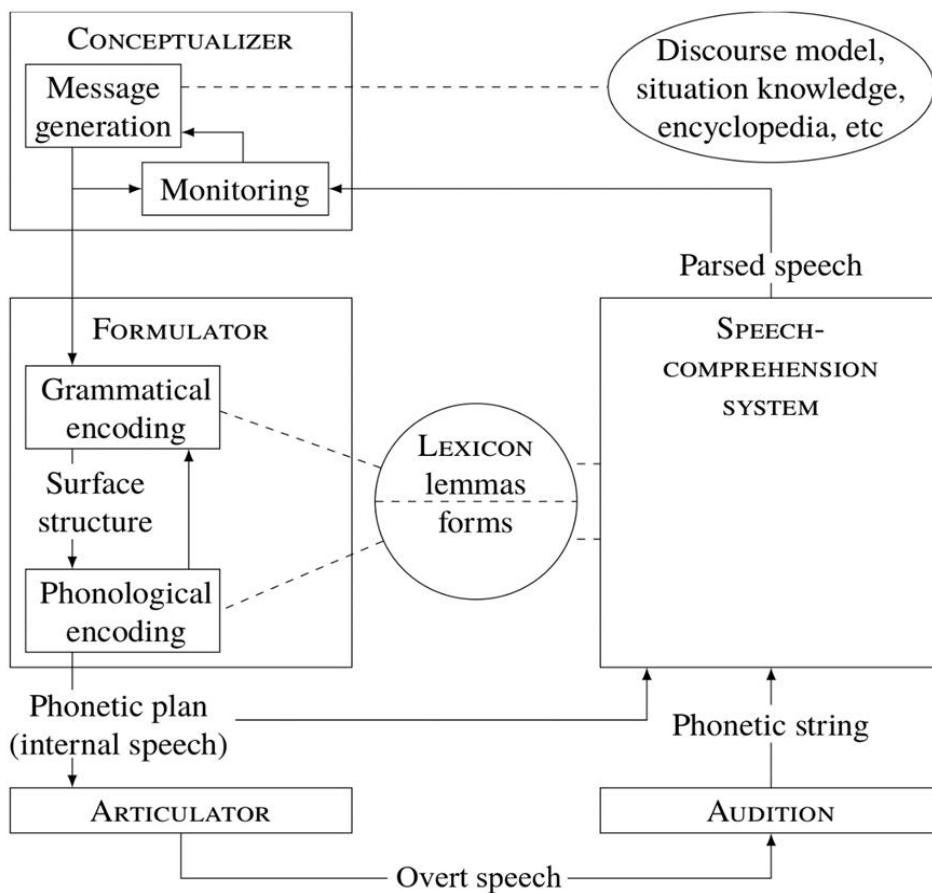 CONCEPTUALIZER
Message
generation
Monitoring
Discourse model,
situation knowledge,
encyclopedia, etc
Parsed speech
FORMULATOR
Grammatical
encoding
Surface
structure
Phonological
encoding
LEXICON
lemmas
forms
SPEECH-
COMPREHENSION
SYSTEM
Phonetic plan
(internal speech)
Phonetic string
ARTICULATOR
AUDITION
Overt speech